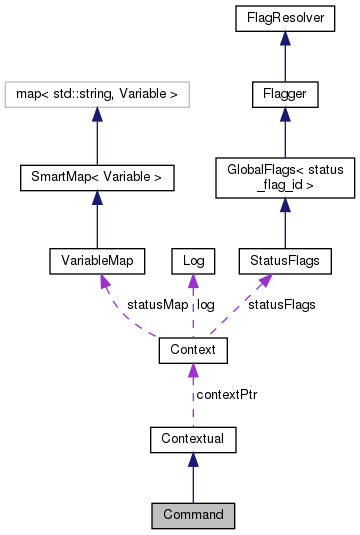 FlagResolver
map< std::string, Variable >
Flagger
SmartMap< Variable >
GlobalFlags< status
_flag_id >
VariableMap
Log
StatusFlags
statusMap
log
statusFlags
Context
contextPtr
Contextual
Command